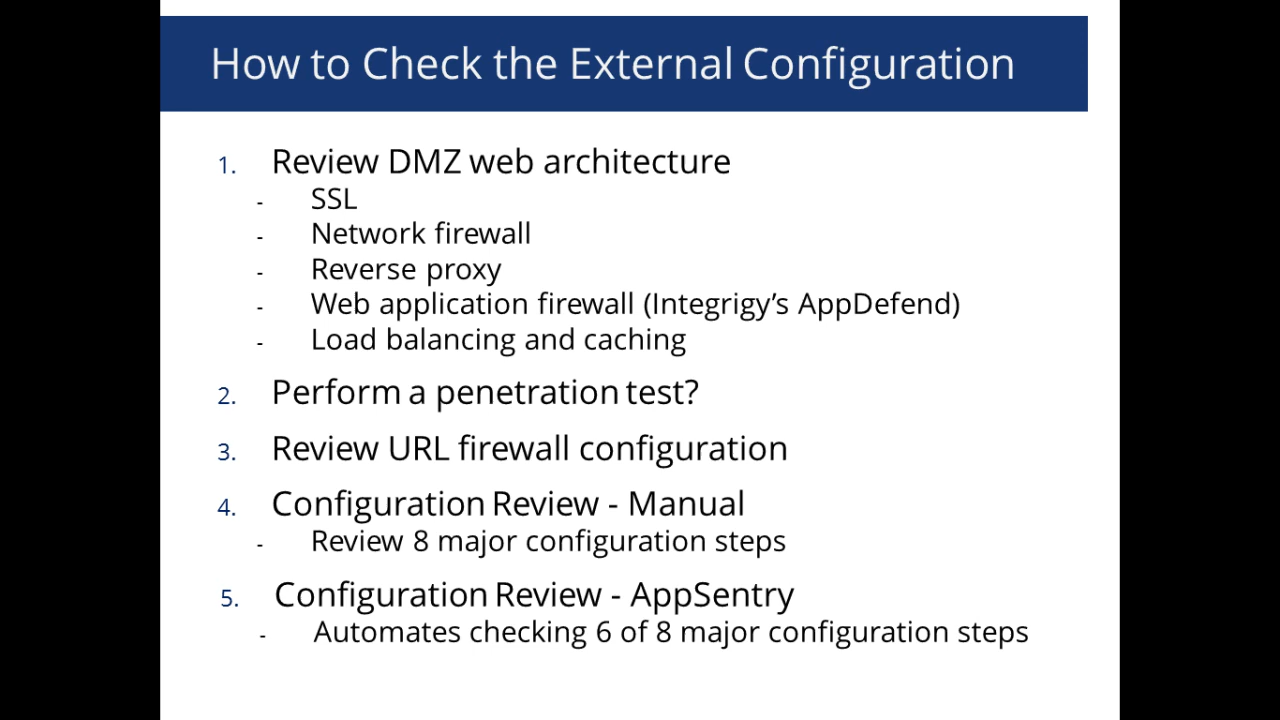 How to Check the External Configuration
1. Review DMZ web architecture
- SSL
- Network firewall
- Reverse proxy
- Web application firewall (Integrigy’s AppDefend)
- Load balancing and caching
2. Perform a penetration test?
3. Review URL firewall configuration
4. Configuration Review - Manual
- Review 8 major configuration steps
5. Configuration Review - AppSentry
- Automates checking 6 of 8 major configuration steps